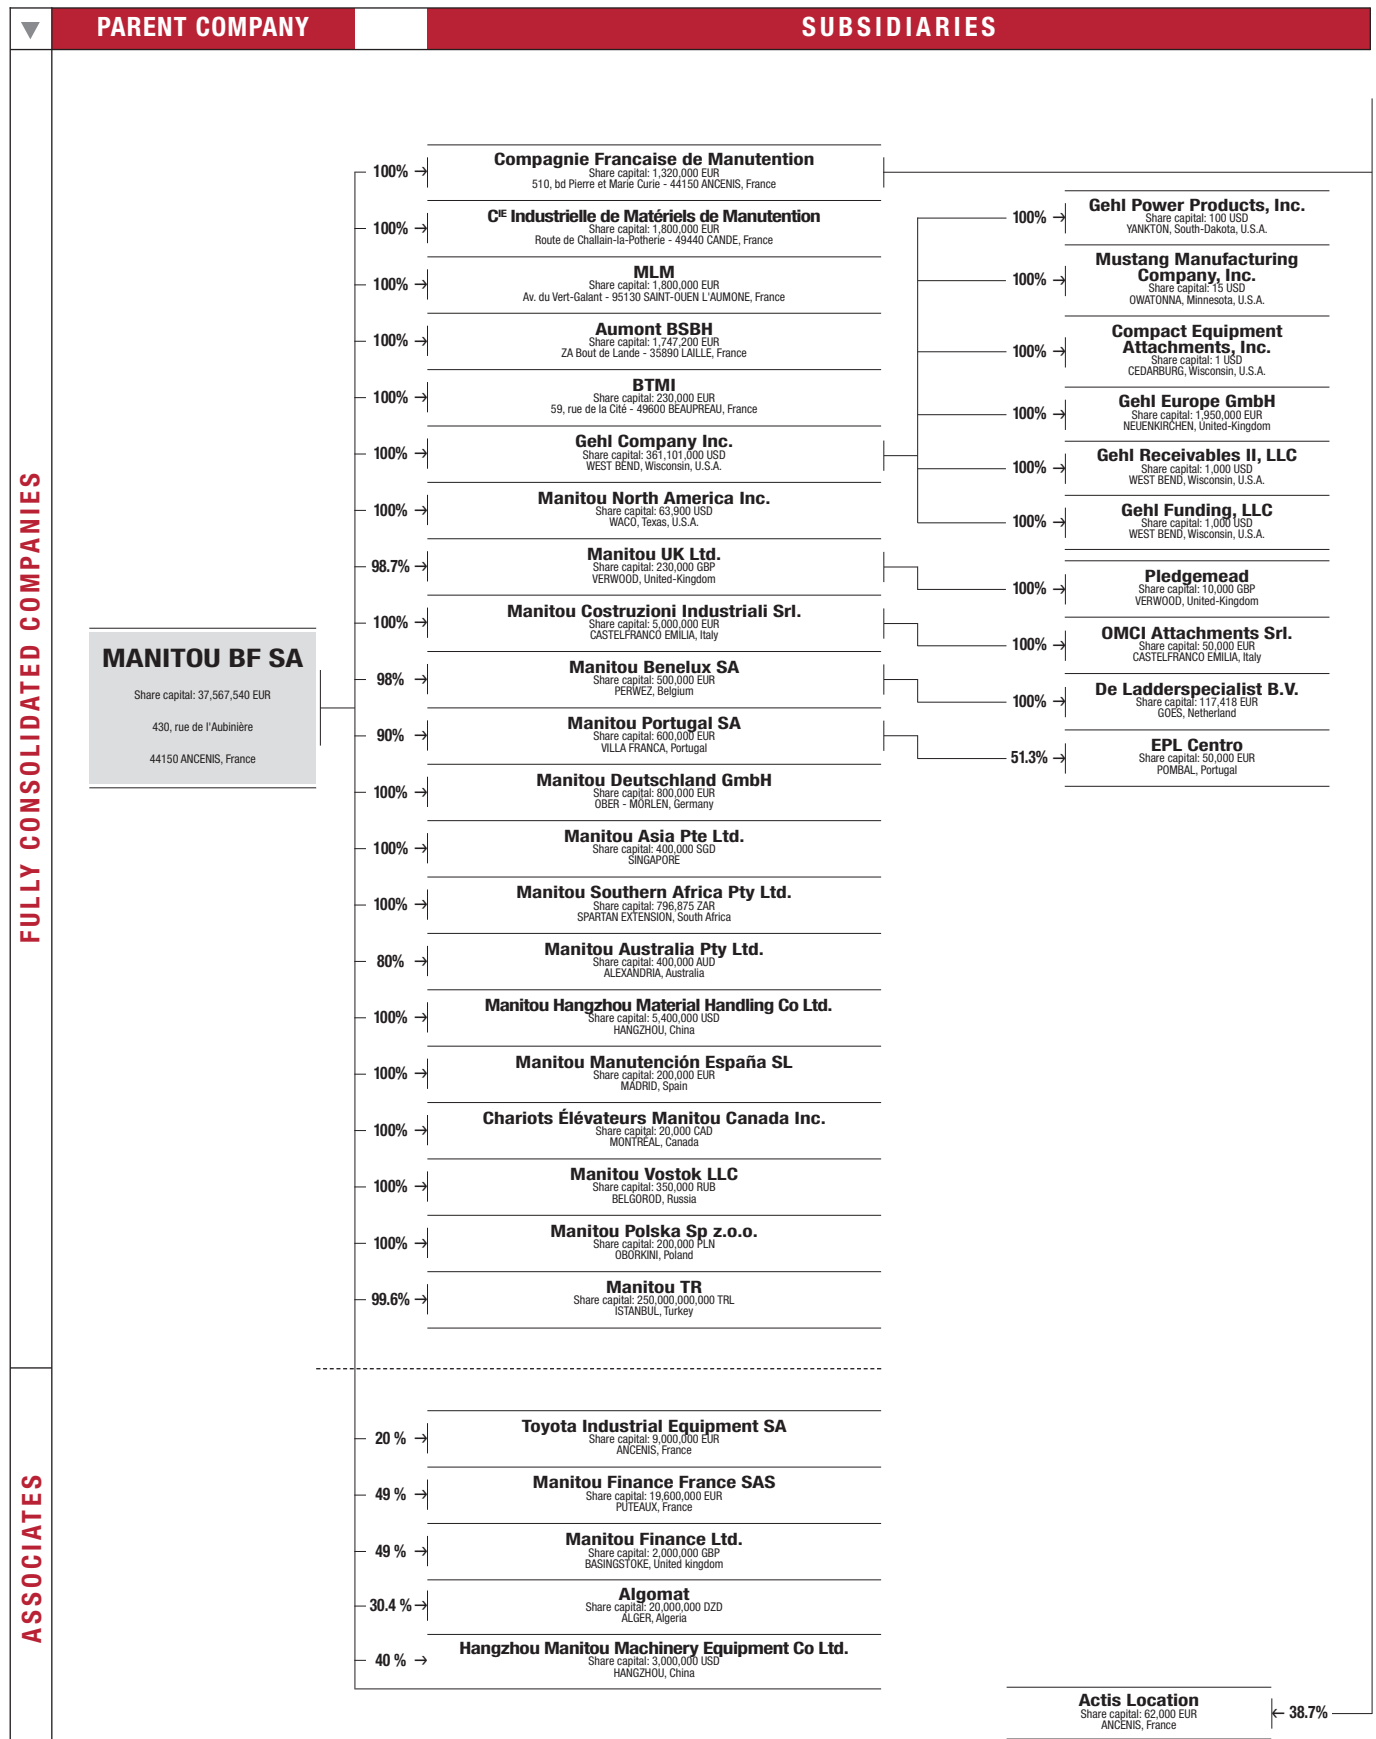 PARENT COMPANY
SUBSIDIARIES
FULLY CONSOLIDATED COMPANIES
MANITOU BF SA
Share capital: 37,567,540 EUR
430, rue de l'Aubinière
44150 ANCENIS, France
100%
Compagnie Francaise de Manutention
Share capital: 1,320,000 EUR
510, bd Pierre et Marie Curie - 44150 ANCENIS, France
100%
CIE Industrielle de Matériels de Manutention
Share capital: 1,800,000 EUR
Route de Challain-la-Potherie - 49440 CANDE, France
100%
MLM
Share capital: 1,800,000 EUR
Av. du Vert-Galant - 95130 SAINT-OUEN L'AUMONE, France
100%
Aumont BSBH
Share capital: 1,747,200 EUR
ZA Bout de Lande - 35890 LAILLE, France
100%
BTMI
Share capital: 230,000 EUR
59, rue de la Cité - 49600 BEAUPREAU, France
100%
Gehl Company Inc.
Share capital: 361,101,000 USD
WEST BEND, Wisconsin, U.S.A.
100%
Manitou North America Inc.
Share capital: 63,900 USD
WACO, Texas, U.S.A.
98.7%
Manitou UK Ltd.
Share capital: 230,000 GBP
VERWOOD, United-Kingdom
100%
Manitou Costruzioni Industriali Srl.
Share capital: 5,000,000 EUR
CASTELFRANCO EMILIA, Italy
98%
Manitou Benelux SA
Share capital: 500,000 EUR
PERWEZ, Belgium
90%
Manitou Portugal SA
Share capital: 600,000 EUR
VILLA FRANCA, Portugal
100%
Manitou Deutschland GmbH
Share capital: 800,000 EUR
OBER - MÖRLEN, Germany
100%
Manitou Asia Pte Ltd.
Share capital: 400,000 SGD
SINGAPORE
100%
Manitou Southern Africa Pty Ltd.
Share capital: 796,875 ZAR
SPARTAN EXTENSION, South Africa
80%
Manitou Australia Pty Ltd.
Share capital: 400,000 AUD
ALEXANDRIA, Australia
100%
Manitou Hangzhou Material Handling Co Ltd.
Share capital: 5,400,000 USD
HANGZHOU, China
100%
Manitou Manutención España SL
Share capital: 200,000 EUR
MADRID, Spain
100%
Chariots Élévateurs Manitou Canada Inc.
Share capital: 20,000 CAD
MONTRÉAL, Canada
100%
Manitou Vostok LLC
Share capital: 350,000 RUB
BELGOROD, Russia
100%
Manitou Polska Sp z.o.o.
Share capital: 200,000 PLN
OBORKINI, Poland
99.6%
Manitou TR
Share capital: 250,000,000,000 TRL
ISTANBUL, Turkey
100%
Gehl Power Products, Inc.
Share capital: 100 USD
YANKTON, South-Dakota, U.S.A.
100%
Mustang Manufacturing
Company, Inc.
Share capital: 15 USD
OWATONNA, Minnesota, U.S.A.
100%
Compact Equipment
Attachments, Inc.
Share capital: 1 USD
CEDARBURG, Wisconsin, U.S.A.
100%
Gehl Europe GmbH
Share capital: 1,950,000 EUR
NEUENKIRCHEN, United-Kingdom
100%
Gehl Receivables II, LLC
Share capital: 1,000 USD
WEST BEND, Wisconsin, U.S.A.
100%
Gehl Funding, LLC
Share capital: 1,000 USD
WEST BEND, Wisconsin, U.S.A.
100%
Pledgemead
Share capital: 10,000 GBP
VERWOOD, United-Kingdom
100%
OMCI Attachments Srl.
Share capital: 50,000 EUR
CASTELFRANCO EMILIA, Italy
100%
De Ladderspecialist B.V.
Share capital: 117,418 EUR
GOES, Netherland
51.3%
EPL Centro
Share capital: 50,000 EUR
POMBAL, Portugal
ASSOCIATES
20 %
Toyota Industrial Equipment SA
Share capital: 9,000,000 EUR
ANCENIS, France
49 %
Manitou Finance France SAS
Share capital: 19,600,000 EUR
PUTEAUX, France
49 %
Manitou Finance Ltd.
Share capital: 2,000,000 GBP
BASINGSTOKE, United kingdom
30.4 %
Algomat
Share capital: 20,000,000 DZD
ALGER, Algeria
40 %
Hangzhou Manitou Machinery Equipment Co Ltd.
Share capital: 3,000,000 USD
HANGZHOU, China
Actis Location
Share capital: 62,000 EUR
ANCENIS, France
38.7%